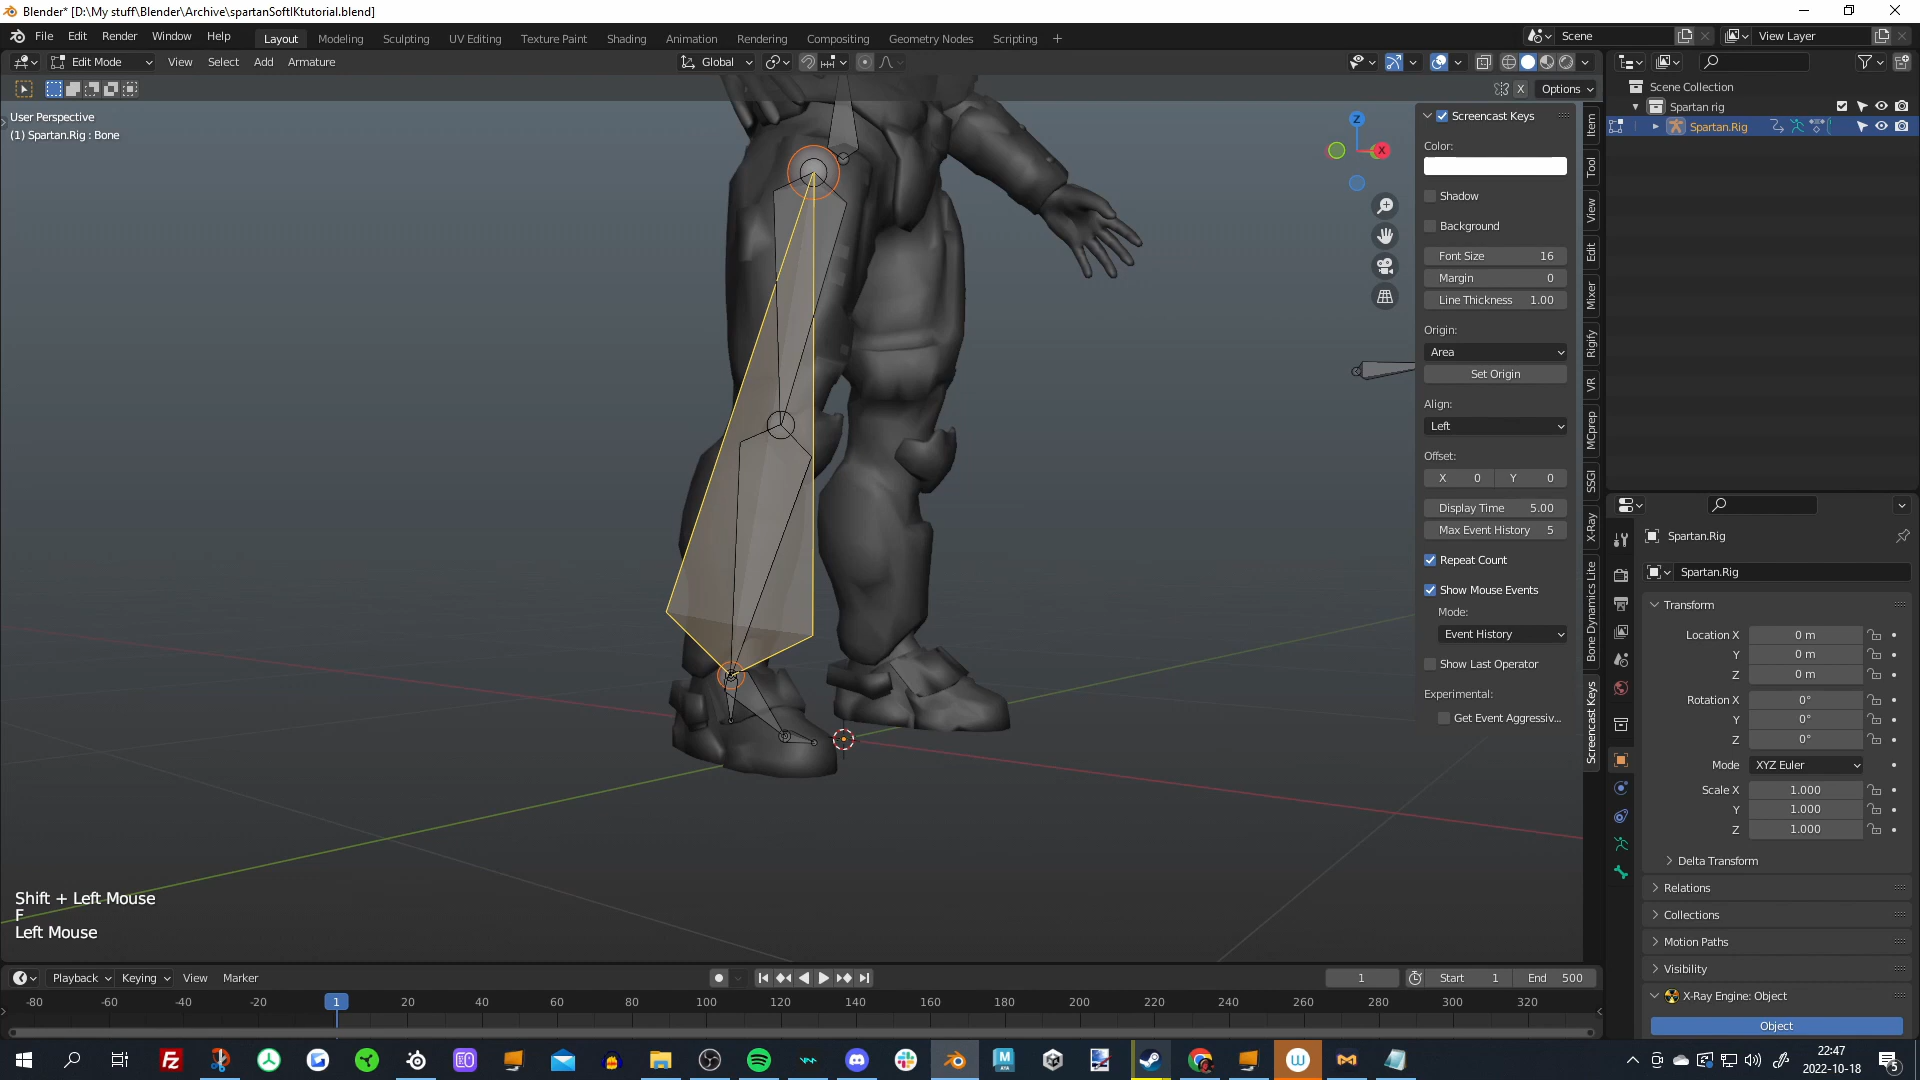 Blender* [D:\My stuff\Blender\Archive\spartanSoftIKtutorial.blend]
File Edit Render Window Help Layout Modeling Sculpting UV Editing Texture Paint Shading Animation Rendering Compositing Geometry Nodes Scripting + Scene View Layer
Edit Mode View Select Add Armature Global
X Options
User Perspective
(1) Spartan.Rig : Bone
Z
X
Screencast Keys
Color:
Shadow
Background
Font Size 16
Margin 0
Line Thickness 1.00
Origin:
Area
Set Origin
Align:
Left
Offset:
X 0 Y 0
Display Time 5.00
Max Event History 5
Repeat Count
Show Mouse Events
Mode:
Event History
Show Last Operator
Experimental:
Get Event Aggressiv...
Item
Tool
View
Edit
Mixer
Rigify
VR
MCprep
SSGI
X-Ray
Bone Dynamics Lite
Screencast Keys
Scene Collection
Spartan rig
Spartan.Rig
Spartan.Rig
Spartan.Rig
Transform
Location X 0 m
Y 0 m
Z 0 m
Rotation X 0°
Y 0°
Z 0°
Mode XYZ Euler
Scale X 1.000
Y 1.000
Z 1.000
Delta Transform
Relations
Collections
Motion Paths
Visibility
X-Ray Engine: Object
Object
Shift + Left Mouse
F
Left Mouse
Playback Keying View Marker 1 Start 1 End 500
-80 -60 -40 -20 1 20 40 60 80 100 120 140 160 180 200 220 240 260 280 300 320
22:47
2022-10-18
5